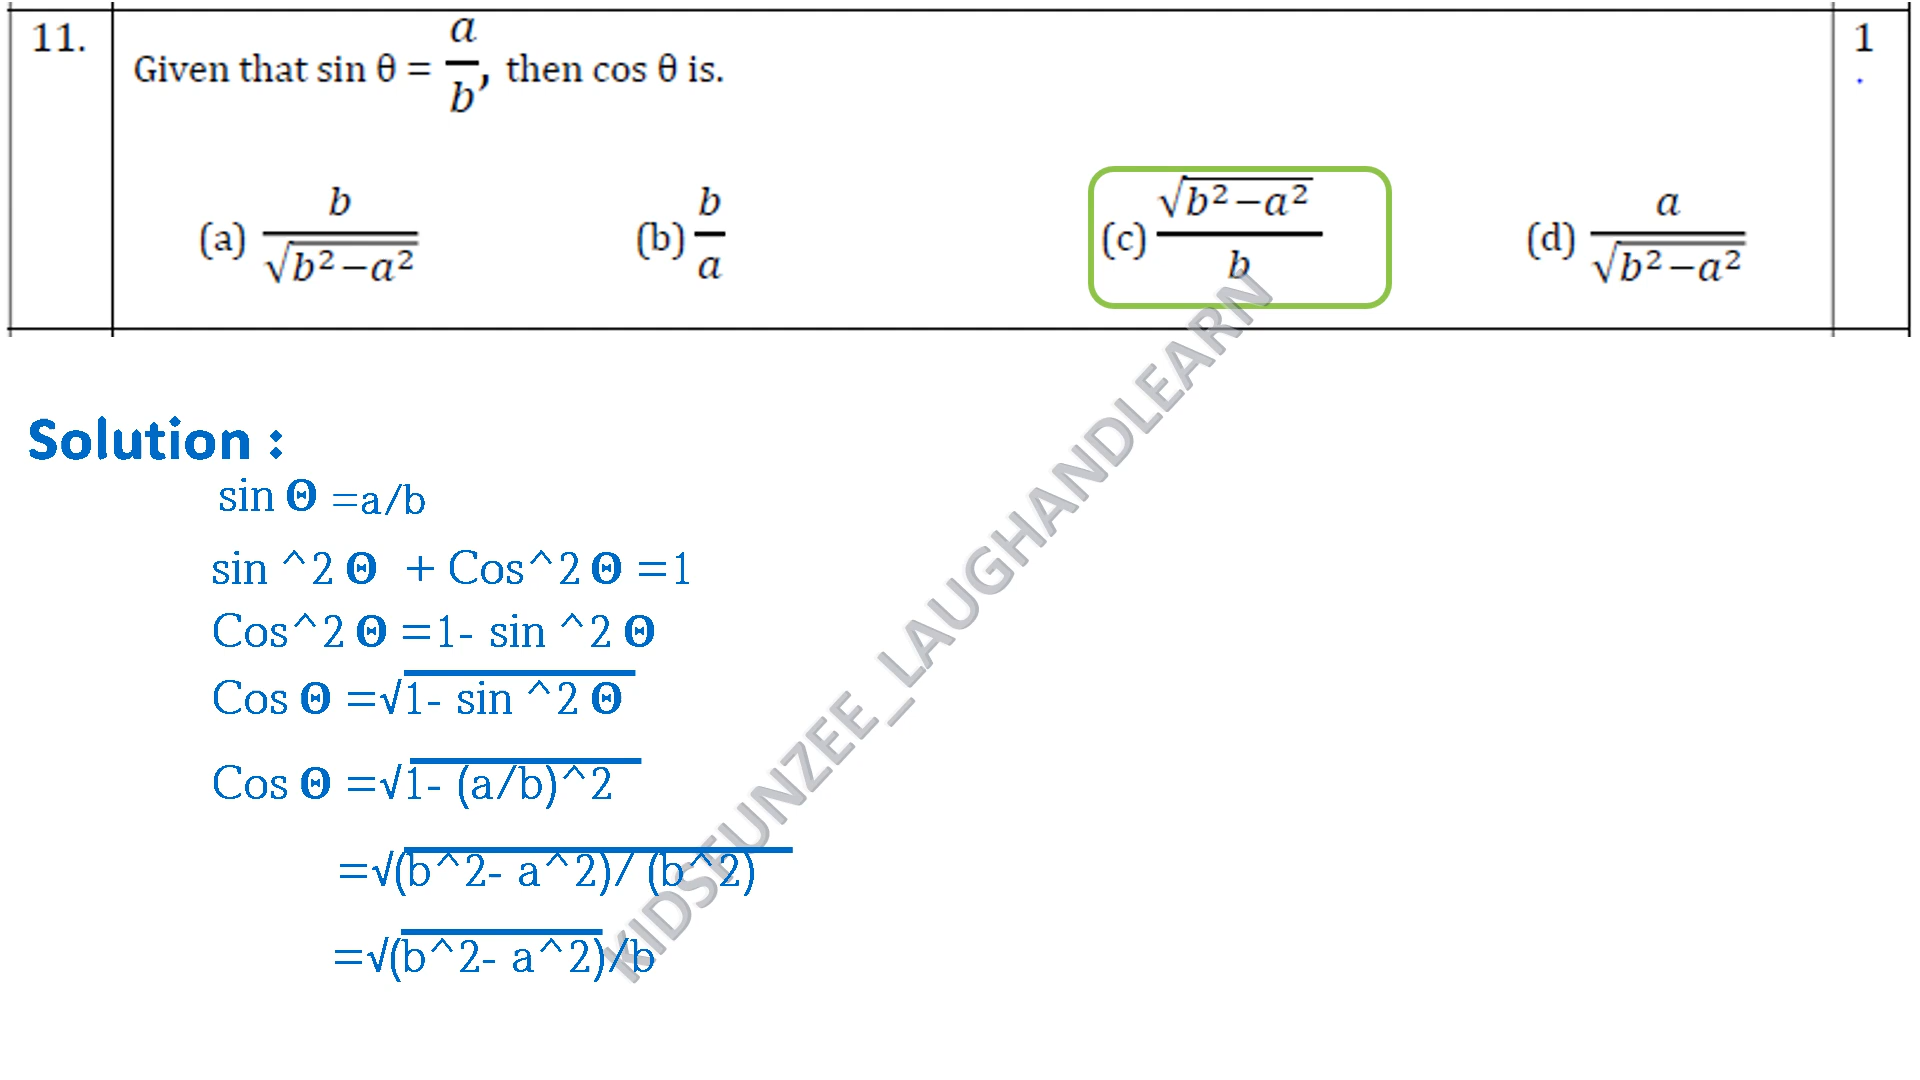 11.
Given that sin θ = a/b, then cos θ is.
1
.
(a) b/√b²−a² (b) b/a (c) √b²−a²/b (d) a/√b²−a²
Solution :
sin Θ =a/b
sin ^2 Θ + Cos^2 Θ =1
Cos^2 Θ =1- sin ^2 Θ
Cos Θ =√1- sin ^2 Θ
Cos Θ =√1- (a/b)^2
=√(b^2- a^2)/ (b^2)
=√(b^2- a^2)/b
KIDSFUNZEE_LAUGHANDLEARN